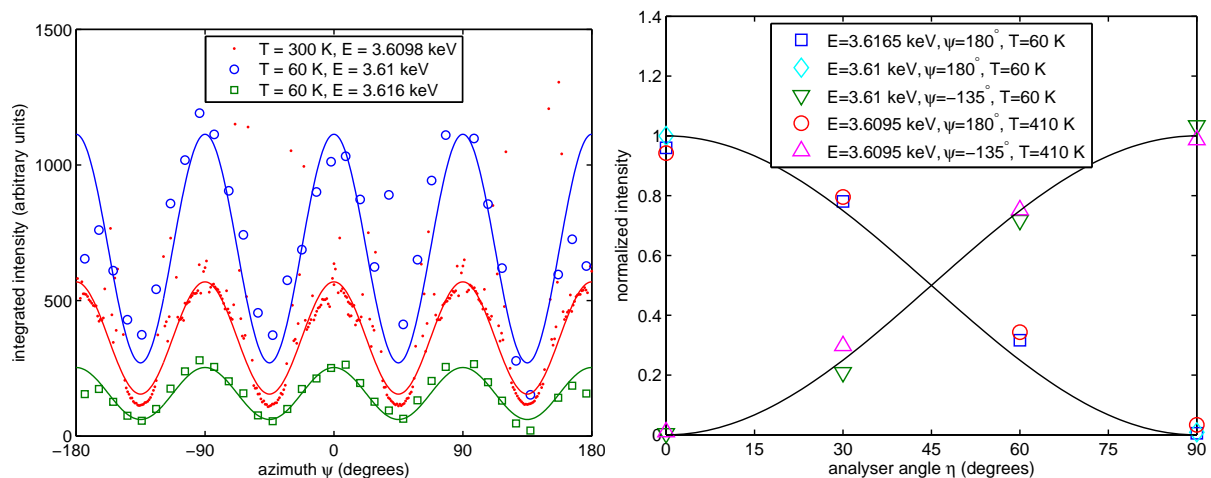 1500
1000
500
0
−180
−90
0
90
180
integrated intensity (arbitrary units)
azimuth ψ (degrees)
T = 300 K, E = 3.6098 keV
T = 60 K, E = 3.61 keV
T = 60 K, E = 3.616 keV
1.4
1.2
1
0.8
0.6
0.4
0.2
0
0
15
30
45
60
75
90
normalized intensity
analyser angle η (degrees)
E=3.6165 keV, ψ=180°, T=60 K
E=3.61 keV, ψ=180°, T=60 K
E=3.61 keV, ψ=−135°, T=60 K
E=3.6095 keV, ψ=180°, T=410 K
E=3.6095 keV, ψ=−135°, T=410 K